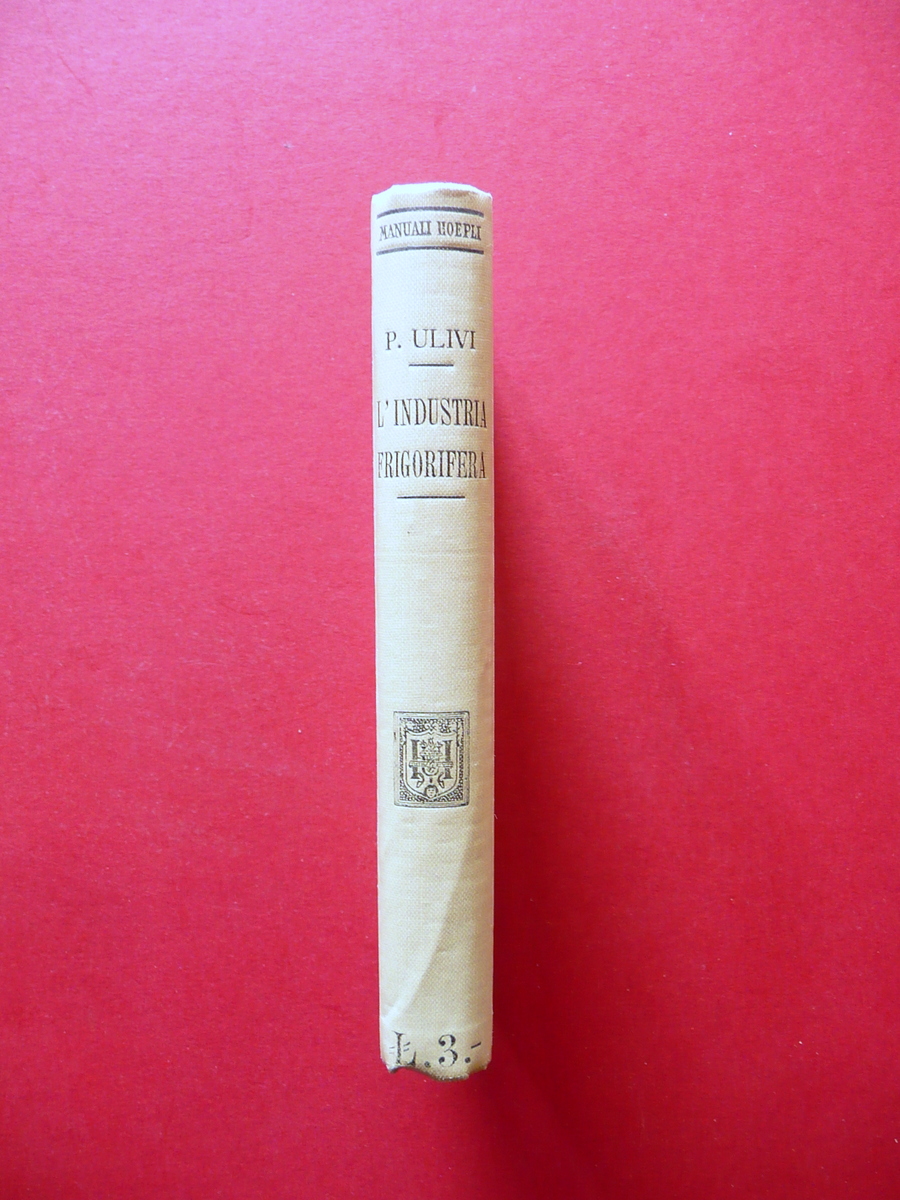 MANUALI HOEPLI
P. ULIVI
L'INDUSTRIA
FRIGORIFERA
H H
L.3.-